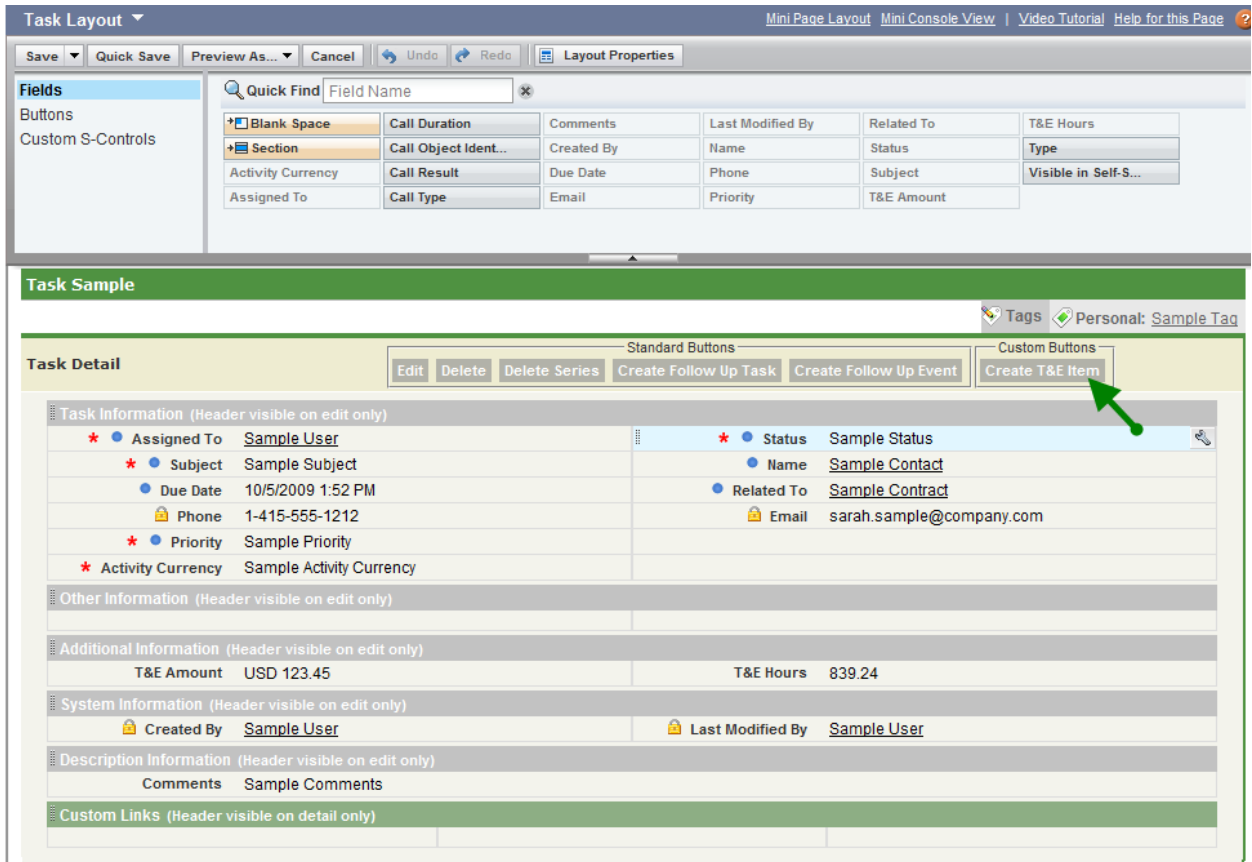 Task Layout Mini Page Layout Mini Console View | Video Tutorial Help for this Page ?
Save Quick Save Preview As... Cancel Undo Redo Layout Properties
Fields
Buttons
Custom S-Controls
Quick Find Field Name
Blank Space Call Duration Comments Last Modified By Related To T&E Hours
Section Call Object Ident... Created By Name Status Type
Activity Currency Call Result Due Date Phone Subject Visible in Self-S...
Assigned To Call Type Email Priority T&E Amount
Task Sample
Tags Personal: Sample Tag
Standard Buttons Custom Buttons
Task Detail Edit Delete Delete Series Create Follow Up Task Create Follow Up Event Create T&E Item
Task Information (Header visible on edit only)
* Assigned To Sample User * Status Sample Status
* Subject Sample Subject Name Sample Contact
Due Date 10/5/2009 1:52 PM Related To Sample Contract
Phone 1-415-555-1212 Email sarah.sample@company.com
* Priority Sample Priority
* Activity Currency Sample Activity Currency
Other Information (Header visible on edit only)
Additional Information (Header visible on edit only)
T&E Amount USD 123.45 T&E Hours 839.24
System Information (Header visible on edit only)
Created By Sample User Last Modified By Sample User
Description Information (Header visible on edit only)
Comments Sample Comments
Custom Links (Header visible on detail only)